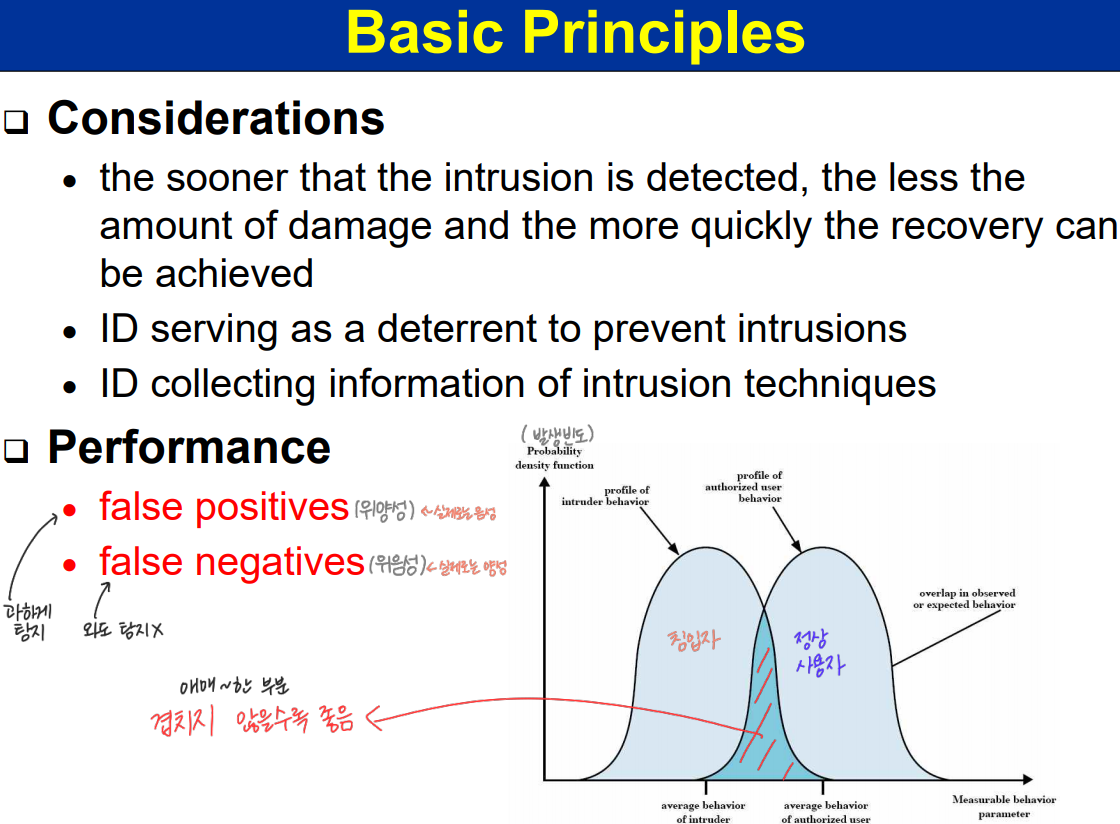 Basic Principles
❑ Considerations
• the sooner that the intrusion is detected, the less the
amount of damage and the more quickly the recovery can
be achieved
• ID serving as a deterrent to prevent intrusions
• ID collecting information of intrusion techniques
❑ Performance
• false positives (위양성) ← 실제로는 음성
• false negatives (위음성) ← 실제로는 양성
과하게
탐지
와도 탐지 X
애매~한 부분
겹치지 않을수록 좋음 ←
(발생빈도)
Probability
density function
profile of
intruder behavior
profile of
authorized user
behavior
overlap in observed
or expected behavior
침입자
정상
사용자
average behavior
of intruder
average behavior
of authorized user
Measurable behavior
parameter